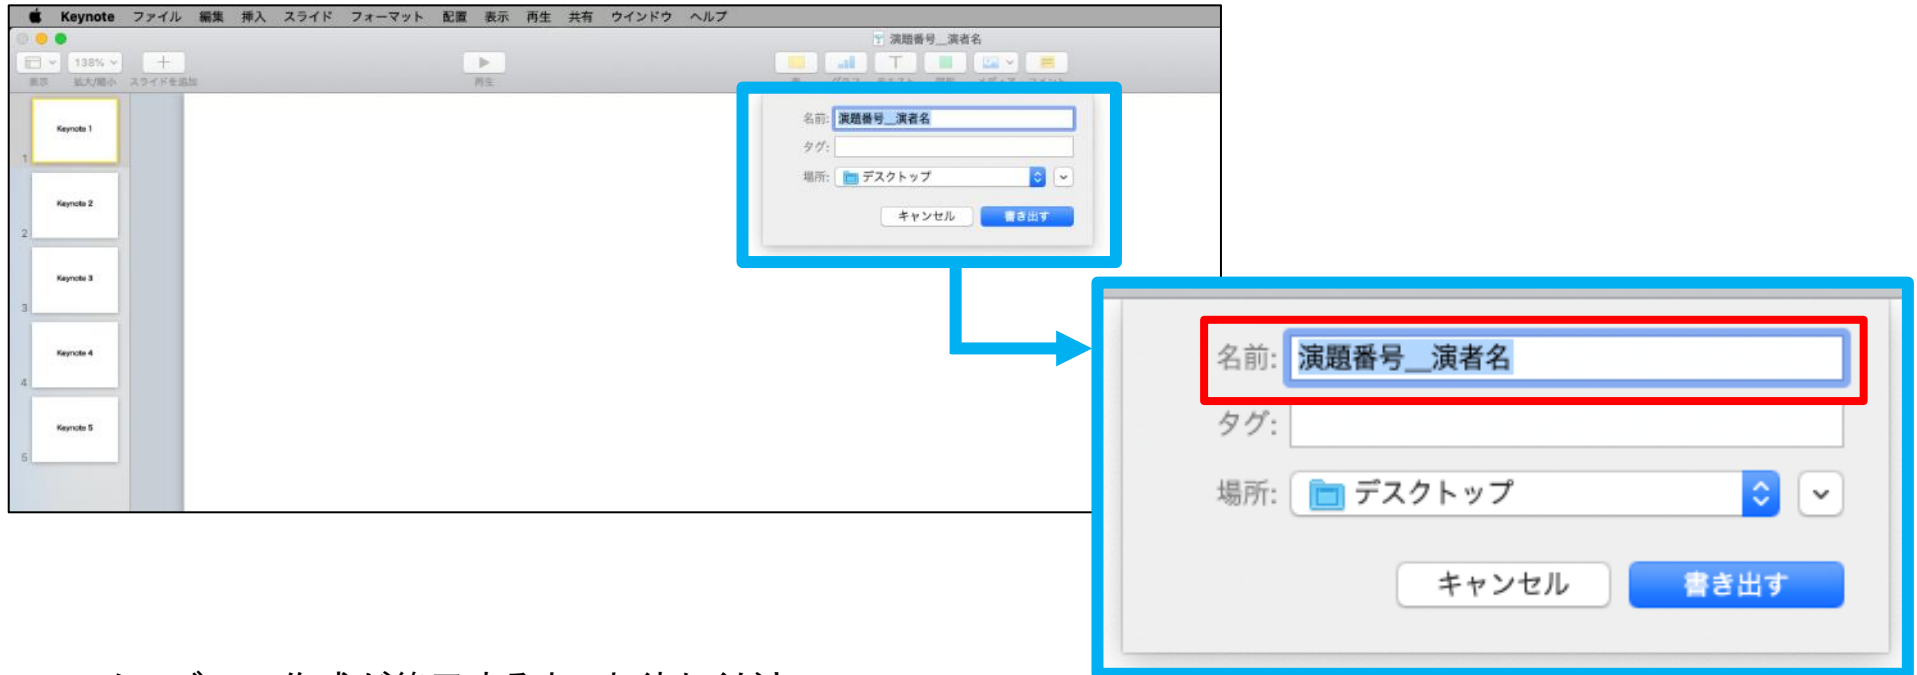 Keynote ファイル 編集 挿入 スライド フォーマット 配置 表示 再生 共有 ウインドウ ヘルプ
演題番号__演者名
138%
表示 拡大/縮小 スライドを追加 再生
Keynote 1
1
Keynote 2
2
Keynote 3
3
Keynote 4
4
Keynote 5
5
名前: 演題番号__演者名
タグ:
場所: デスクトップ
キャンセル 書き出す
名前: 演題番号__演者名
タグ:
場所: デスクトップ
キャンセル 書き出す